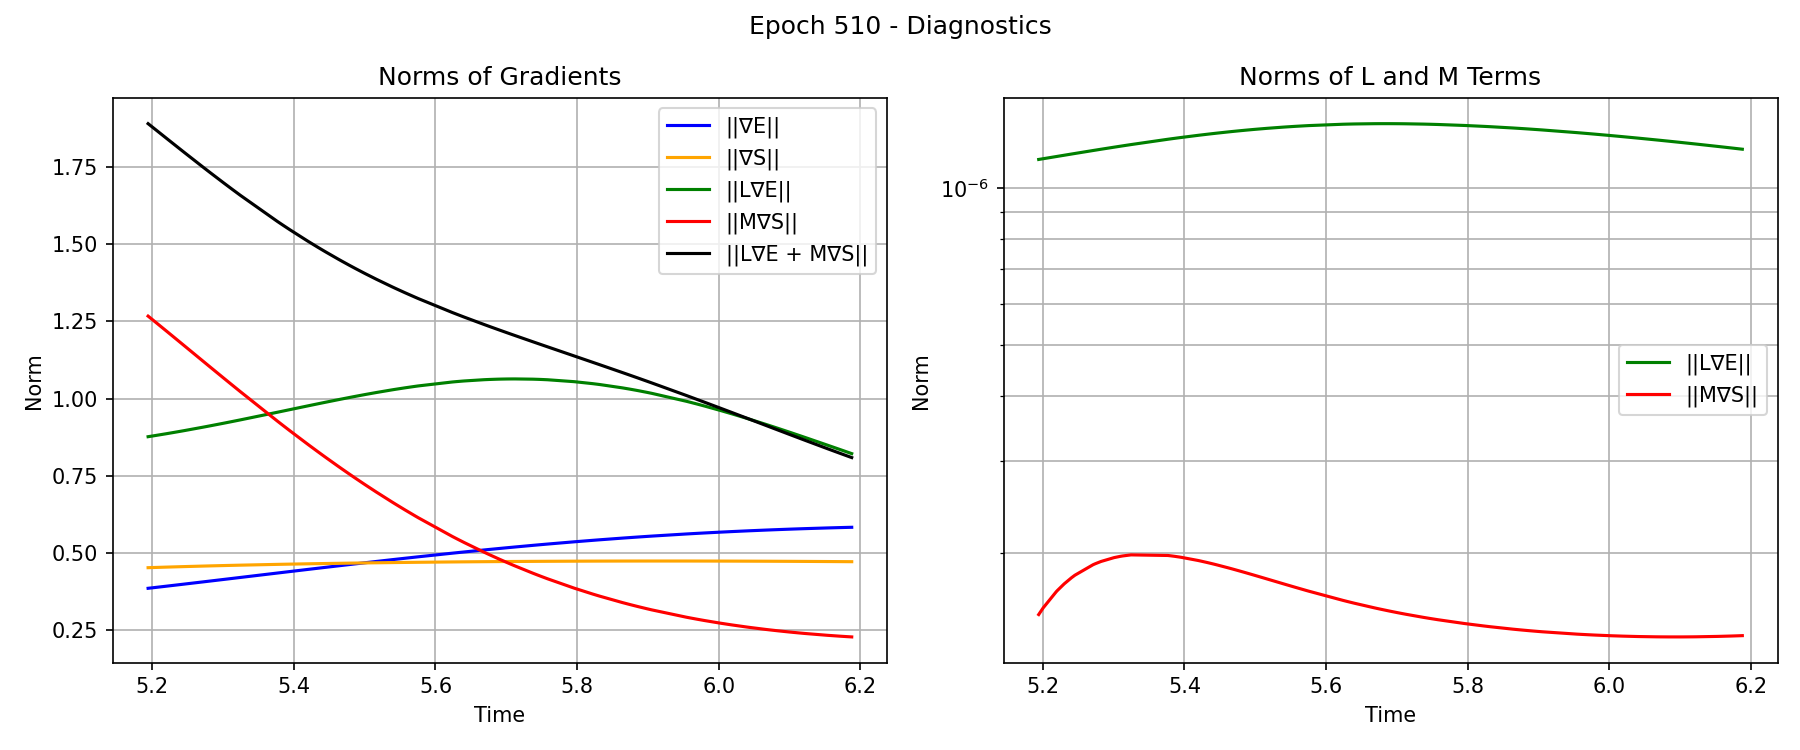 Epoch 510 - Diagnostics
Norms of Gradients
||∇E||
||∇S||
||L∇E||
||M∇S||
||L∇E + M∇S||
1.75
1.50
1.25
1.00
0.75
0.50
0.25
Norm
5.2
5.4
5.6
5.8
6.0
6.2
Time
Norms of L and M Terms
10⁻⁶
Norm
||L∇E||
||M∇S||
5.2
5.4
5.6
5.8
6.0
6.2
Time